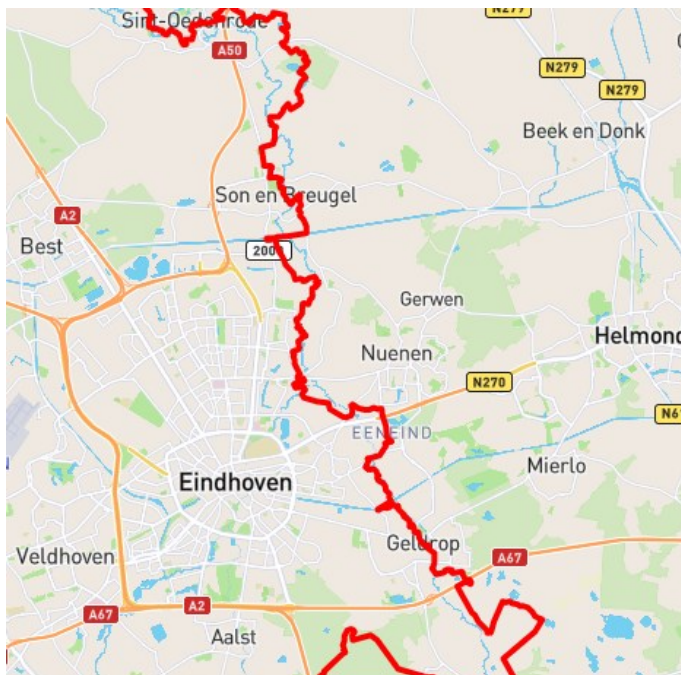 N279
Sint-Oedenrode
A50
N279
N279
Beek en Donk
Son en Breugel
A2
Best
2000
Gerwen
Helmond
Nuenen
N270
N61
EENEIND
Mierlo
Eindhoven
Geldrop
Veldhoven
A67
A2
A67
Aalst